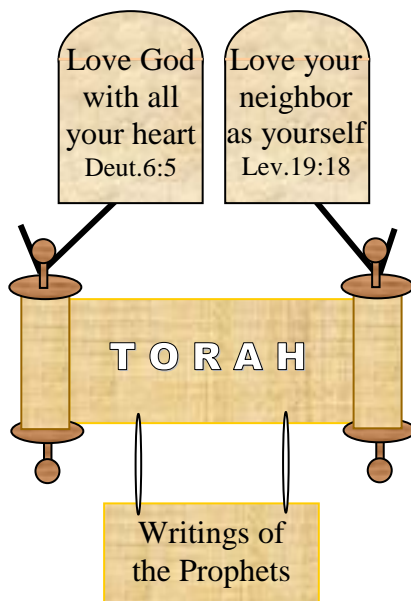 Love God
with all
your heart
Deut.6:5
Love your
neighbor
as yourself
Lev.19:18
TORAH
Writings of
the Prophets